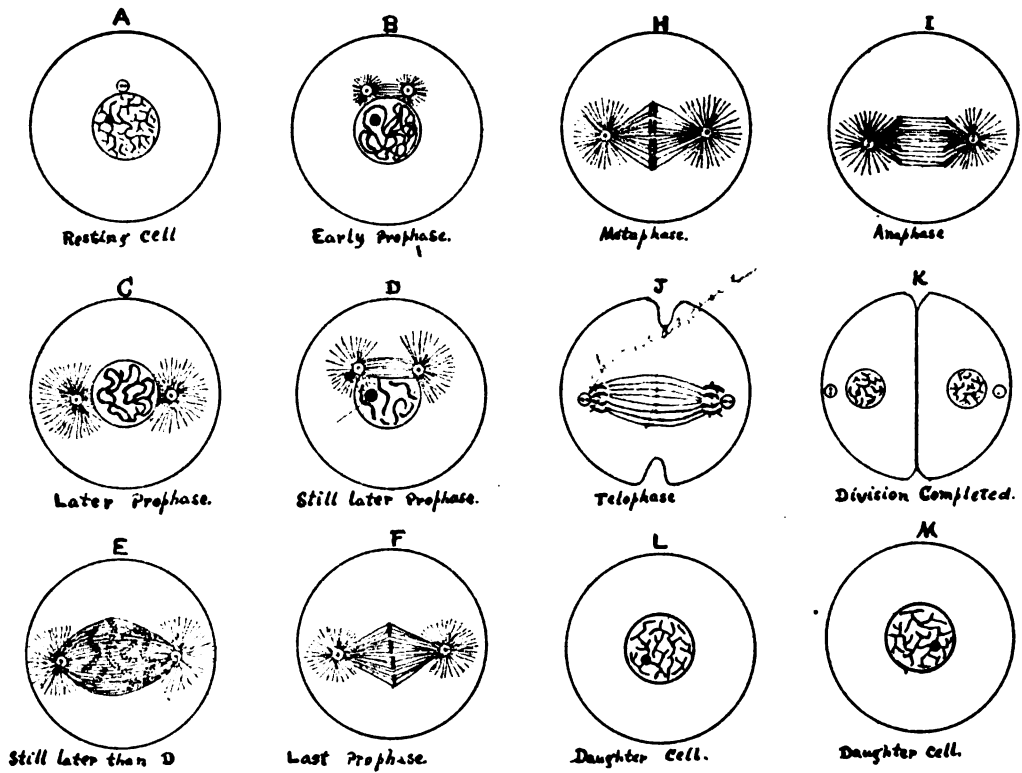 A
Resting Cell
B
Early Prophase.
H
Metaphase.
I
Anaphase
C
Later Prophase.
D
Still later Prophase.
J
Telophase
K
Division Completed.
E
Still later than D
F
Last Prophase.
L
Daughter Cell.
M
Daughter Cell.